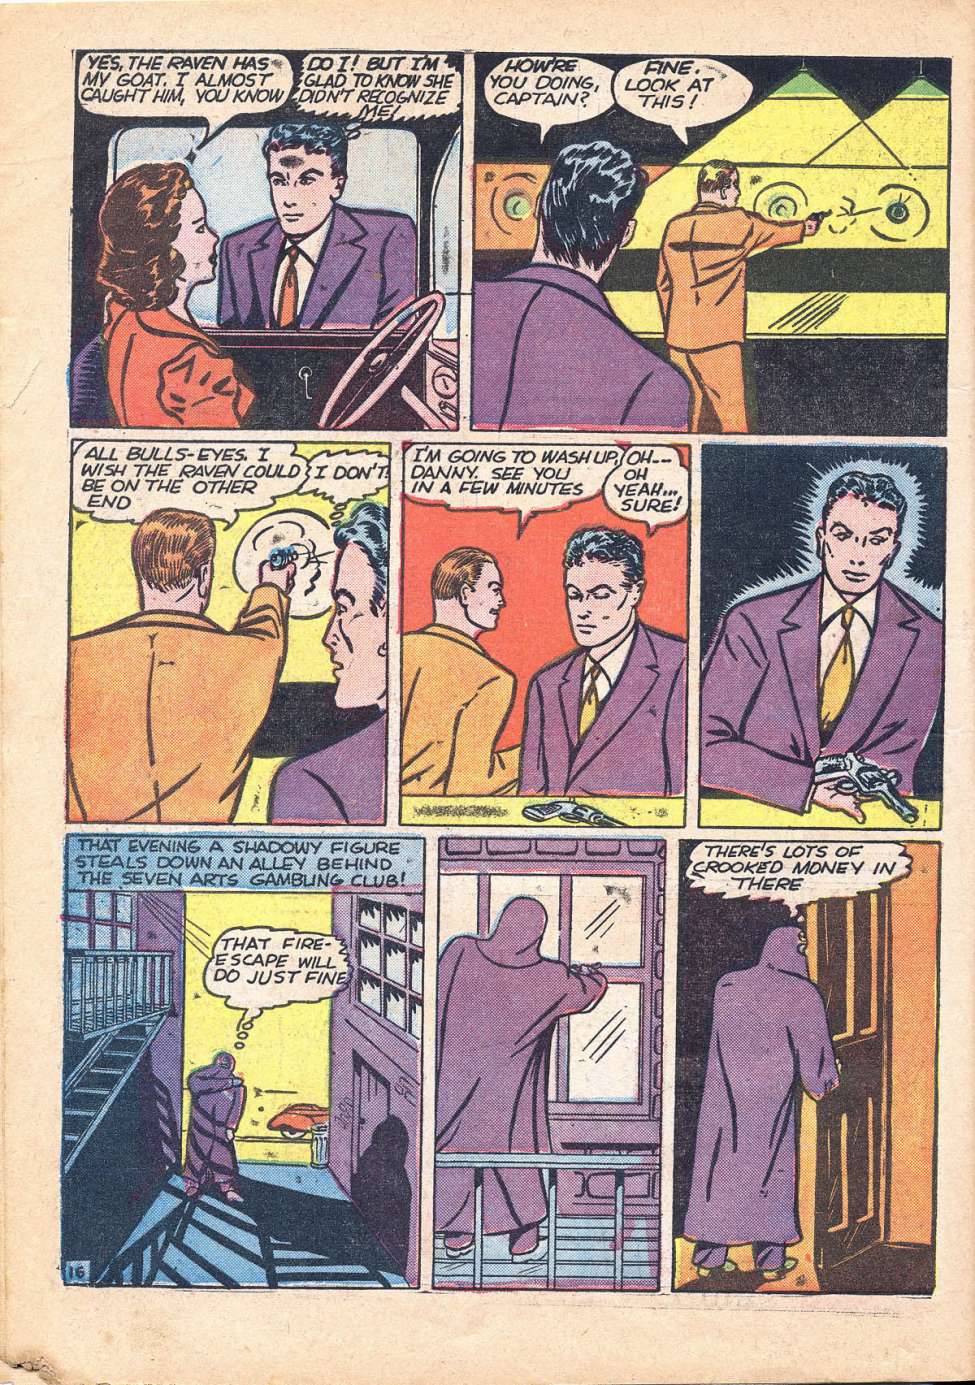 YES, THE RAVEN HAS
MY GOAT. I ALMOST
CAUGHT HIM, YOU KNOW
DO I! BUT I'M
GLAD TO KNOW SHE
DIDN'T RECOGNIZE
ME!
HOW'RE
YOU DOING,
CAPTAIN?
FINE.
LOOK AT
THIS!
ALL BULLS-EYES. I
WISH THE RAVEN COULD
BE ON THE OTHER
END
I DON'T!
I'M GOING TO WASH UP,
DANNY. SEE YOU
IN A FEW MINUTES
OH...
OH
YEAH...
SURE!
THAT EVENING A SHADOWY FIGURE
STEALS DOWN AN ALLEY BEHIND
THE SEVEN ARTS GAMBLING CLUB!
THAT FIRE-
ESCAPE WILL
DO JUST FINE
16
THERE'S LOTS OF
CROOKED MONEY IN
THERE